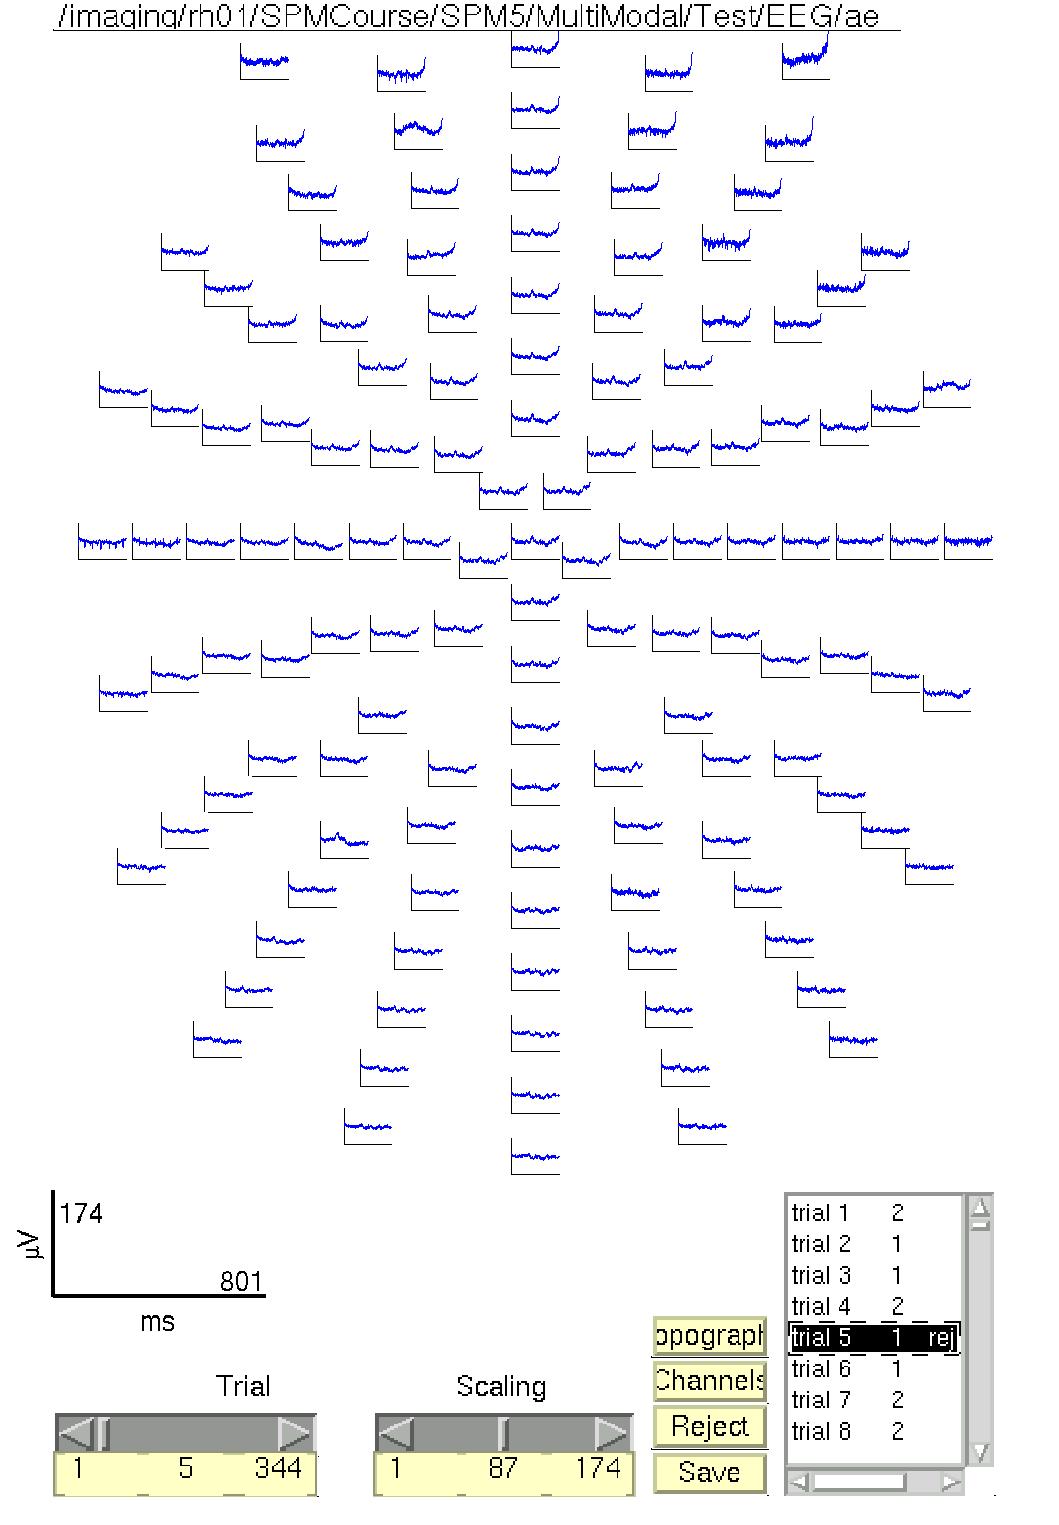 /imaging/rh01/SPMCourse/SPM5/MultiModal/Test/EEG/ae
174
µV
801
ms
Trial
1 5 344
Scaling
1 87 174
opograph
Channels
Reject
Save
trial 1 2
trial 2 1
trial 3 1
trial 4 2
trial 5 1 rej
trial 6 1
trial 7 2
trial 8 2